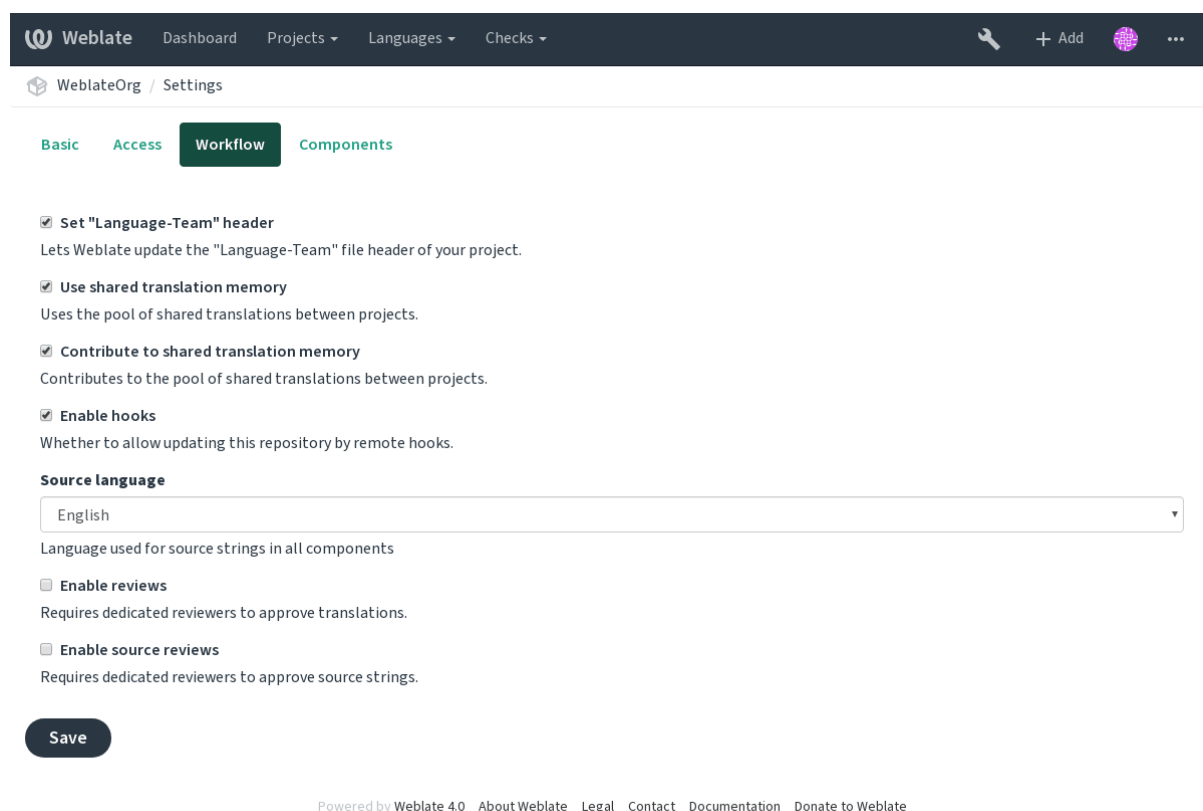 Weblate Dashboard Projects Languages Checks + Add ...
WeblateOrg / Settings
Basic Access Workflow Components
Set "Language-Team" header
Lets Weblate update the "Language-Team" file header of your project.
Use shared translation memory
Uses the pool of shared translations between projects.
Contribute to shared translation memory
Contributes to the pool of shared translations between projects.
Enable hooks
Whether to allow updating this repository by remote hooks.
Source language
English
Language used for source strings in all components
Enable reviews
Requires dedicated reviewers to approve translations.
Enable source reviews
Requires dedicated reviewers to approve source strings.
Save
Powered by Weblate 4.0 About Weblate Legal Contact Documentation Donate to Weblate